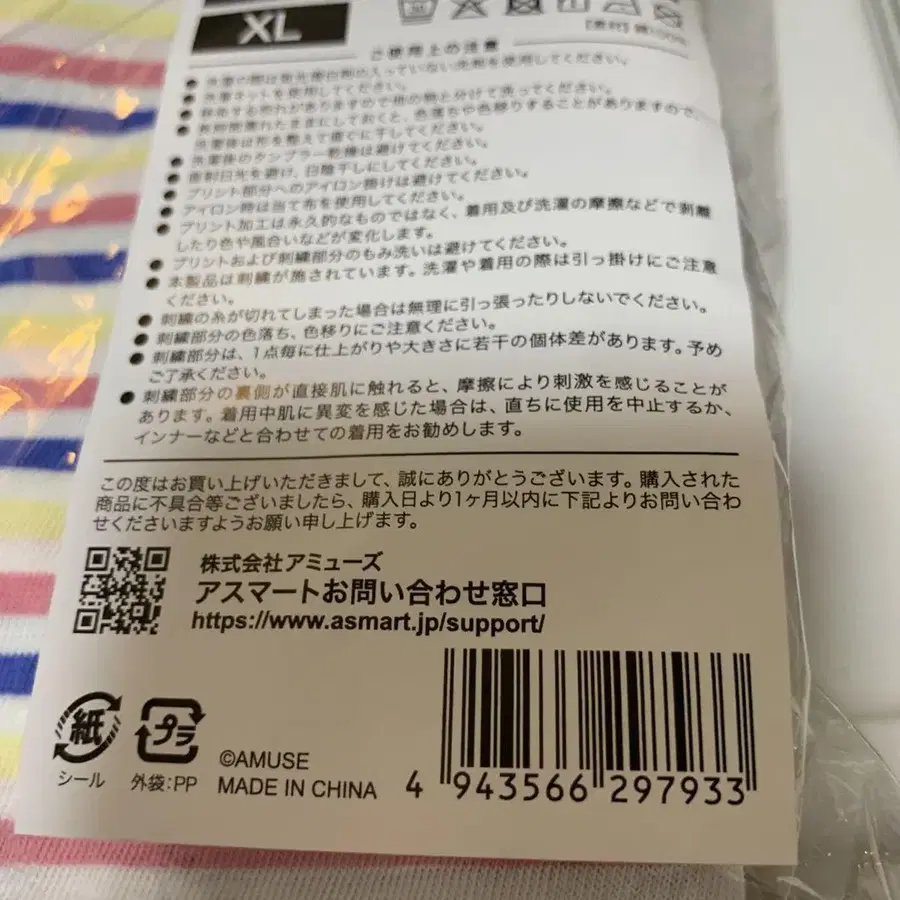 XL
【素材】綿100%
ご使用上の注意
● 洗濯の際は蛍光蛋白剤の入っていない洗剤を使用してください。
● 洗濯ネットを使用してください。
● 移染する恐れがありますので他の物と分けて洗ってください。
● 長時間濡れたままにしておくと、色落ちや色移りすることがありますので、
洗濯後は形を整えて直ぐに干してください。
● 洗濯後のタンブラー乾燥は避けてください。
● 直射日光を避け、日陰干しにしてください。
● プリント部分へのアイロン掛けは避けてください。
● アイロン時は当て布を使用してください。
● プリント加工は永久的なものではなく、着用及び洗濯の摩擦などで剥離
したり色や風合いなどが変化します。
● プリントおよび刺繍部分のもみ洗いは避けてください。
● 本製品は刺繍が施されています。洗濯や着用の際は引っ掛けにご注意
ください。
● 刺繍の糸が切れてしまった場合は無理に引っ張ったりしないでください。
● 刺繍部分の色落ち、色移りにご注意ください。
● 刺繍部分は、1点毎に仕上がりや大きさに若干の個体差があります。予め
ご了承ください。
● 刺繍部分の裏側が直接肌に触れると、摩擦により刺激を感じることが
あります。着用中肌に異変を感じた場合は、直ちに使用を中止するか、
インナーなどと合わせての着用をお勧めします。
この度はお買い上げいただきまして、誠にありがとうございます。購入された
商品に不具合等ございましたら、購入日より1ヶ月以内に下記よりお問い合わ
せくださいますようお願い申し上げます。
株式会社アミューズ
アスマートお問い合わせ窓口
https://www.asmart.jp/support/
紙
シール
プラ
外袋:PP
©AMUSE
MADE IN CHINA
4 943566 297933